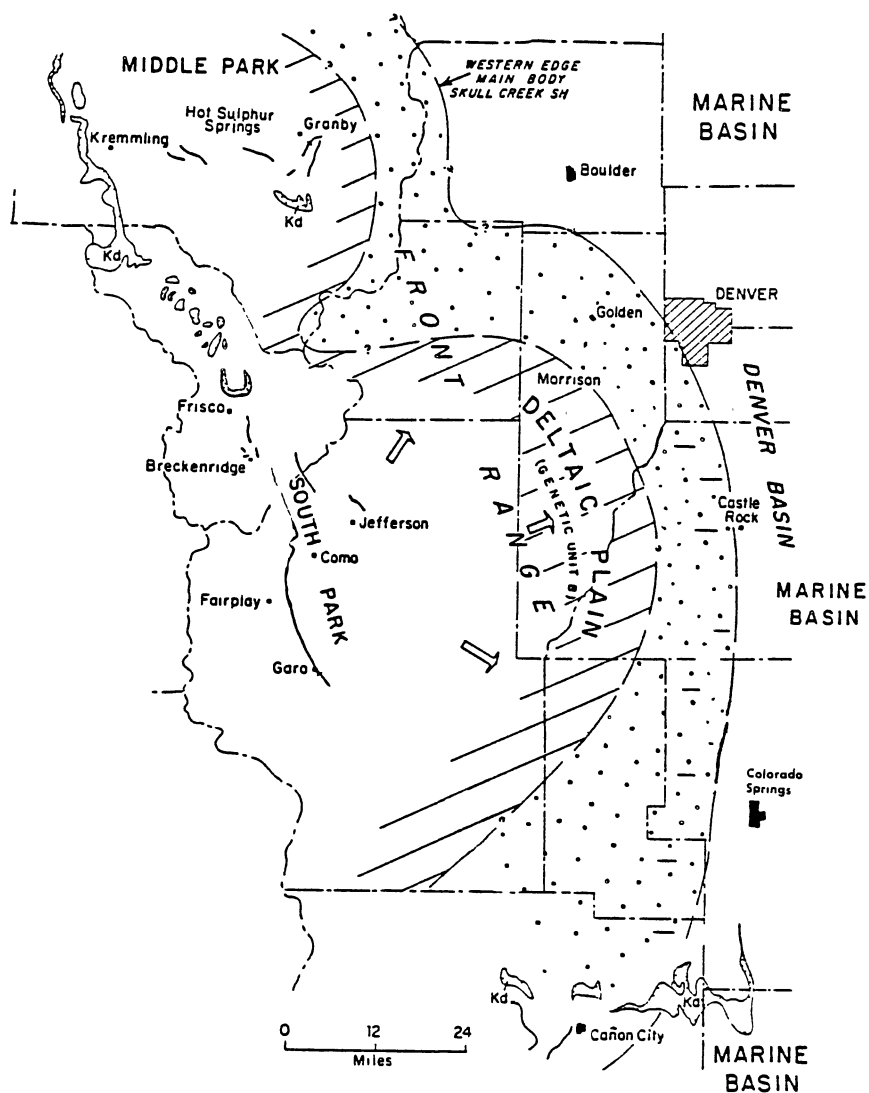 MIDDLE PARK
WESTERN EDGE
MAIN BODY
SKULL CREEK SH
MARINE
BASIN
Hot Sulphur
Springs
Granby
Kremmling
?
?
Boulder
Kd
?
Kd
FRONT
DENVER
Golden
?
Morrison
DENVER BASIN
Frisco
DELTAIC
Breckenridge
(GENETIC UNIT B)
SOUTH
RANGE
Castle
Rock
Jefferson
Como
PLAIN
MARINE
BASIN
Fairplay
PARK
Garo
Colorado
Springs
Kd
Kd
Cañon City
0 12 24
Miles
MARINE
BASIN